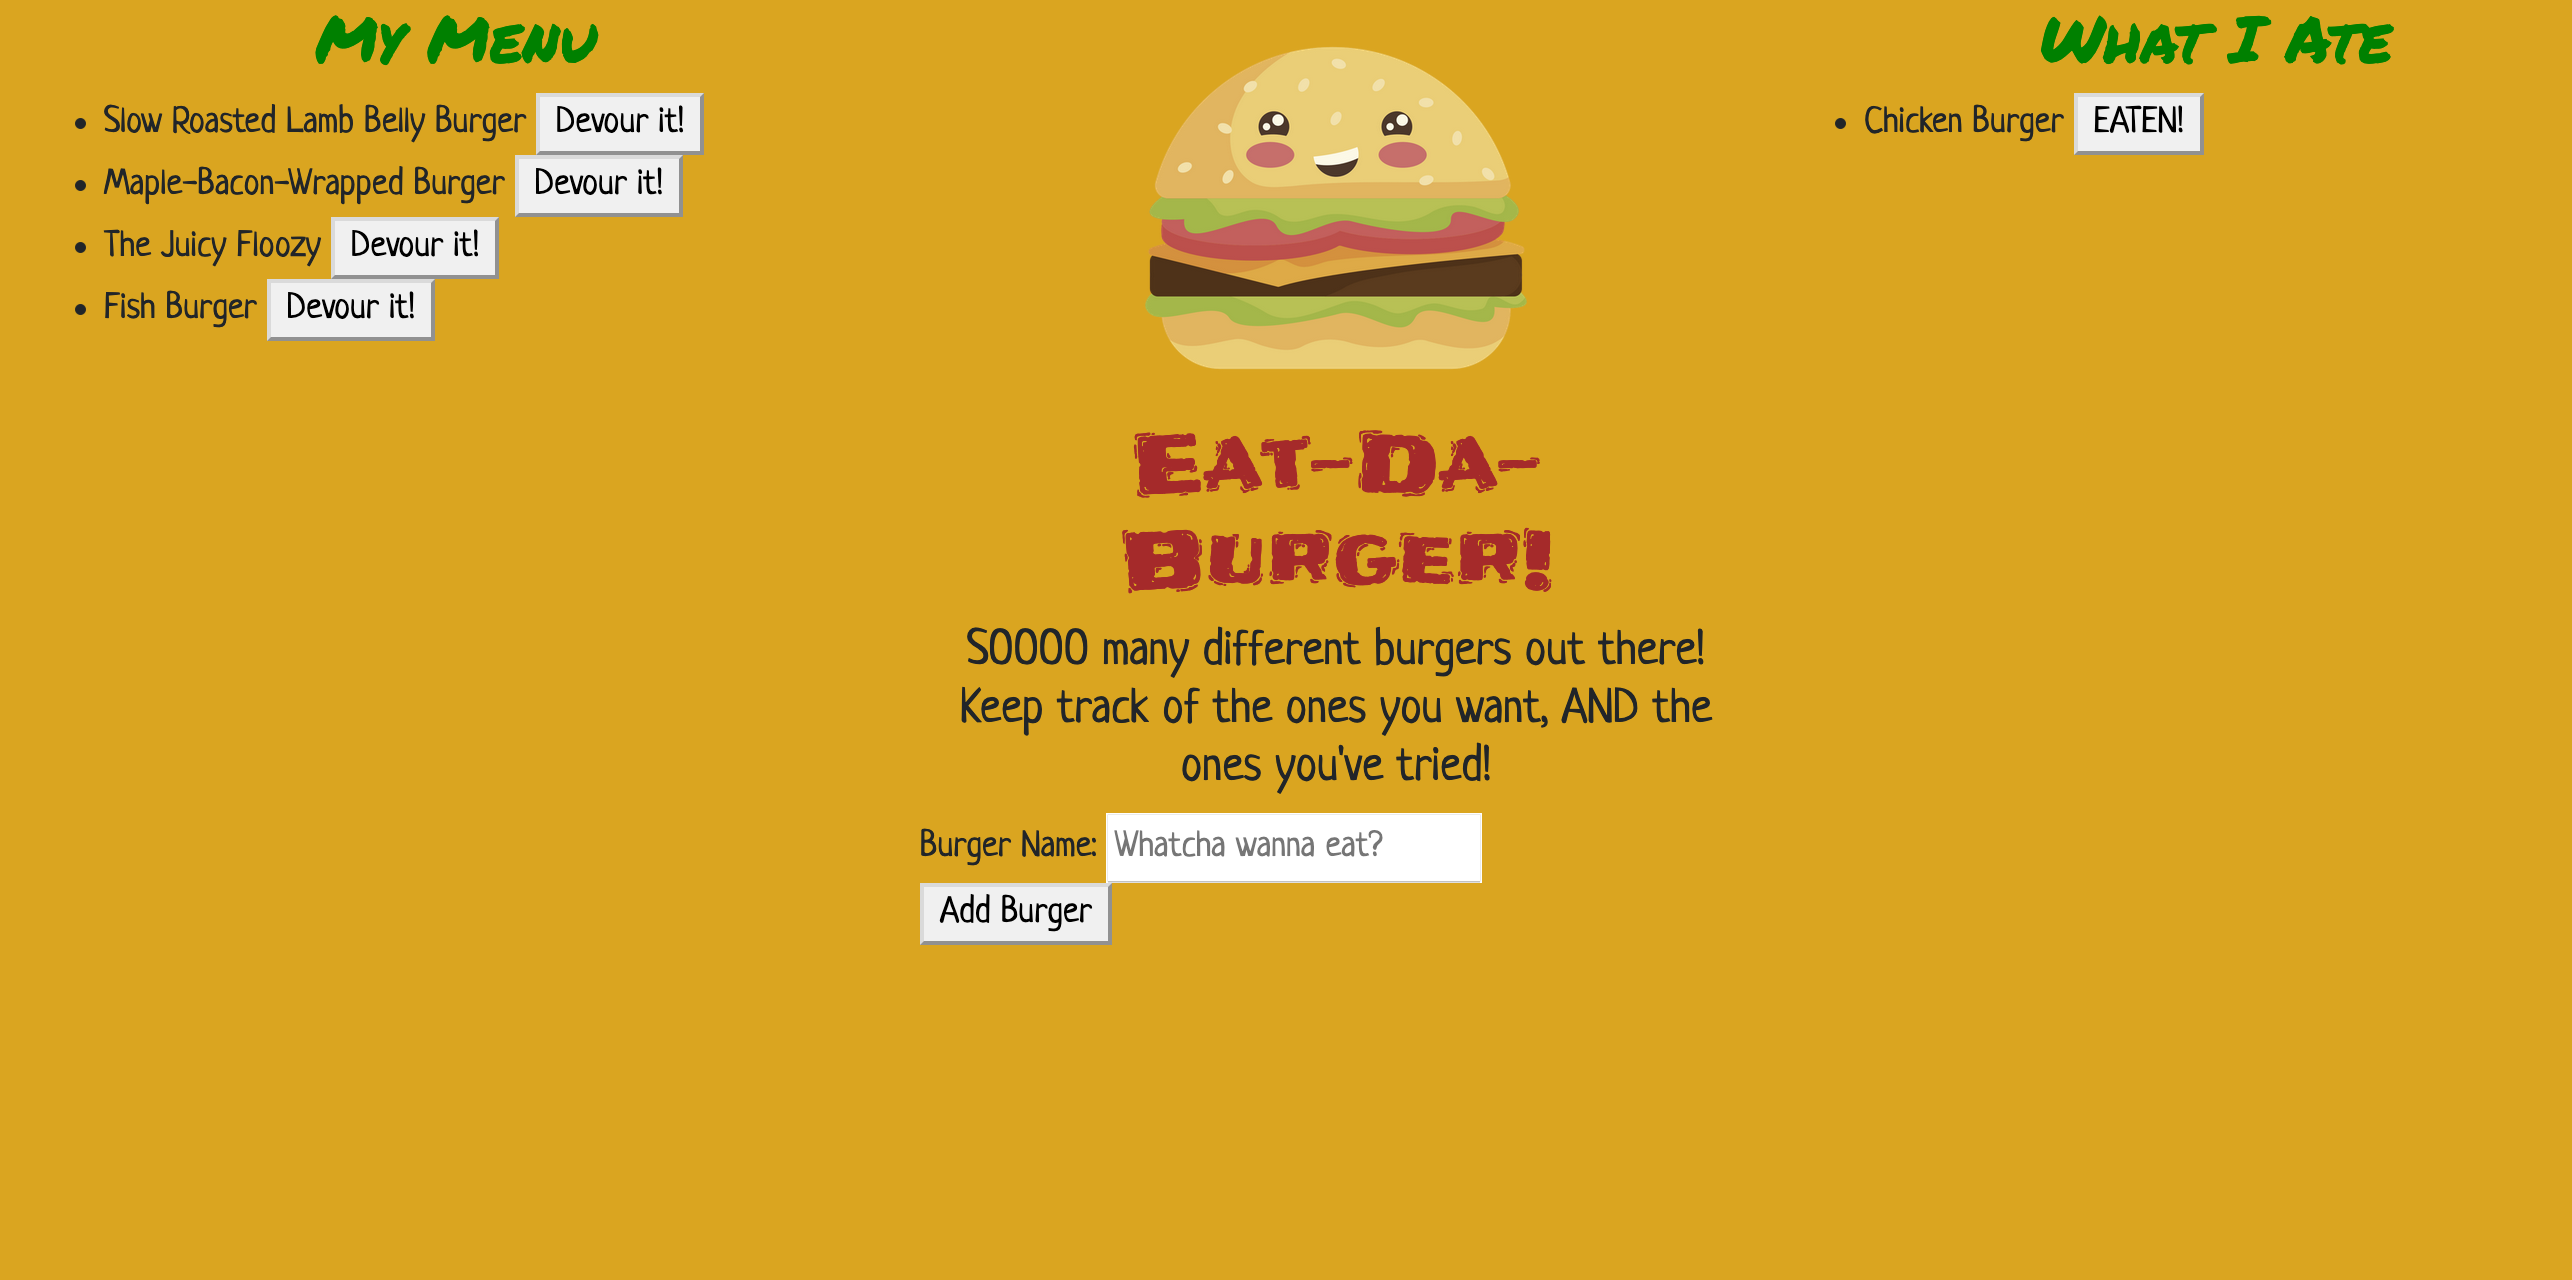 My Menu
Slow Roasted Lamb Belly Burger Devour it!
Maple-Bacon-Wrapped Burger Devour it!
The Juicy Floozy Devour it!
Fish Burger Devour it!
Eat-Da-
Burger!
SOOOO many different burgers out there!
Keep track of the ones you want, AND the
ones you've tried!
Burger Name: Whatcha wanna eat?
Add Burger
What I Ate
Chicken Burger EATEN!